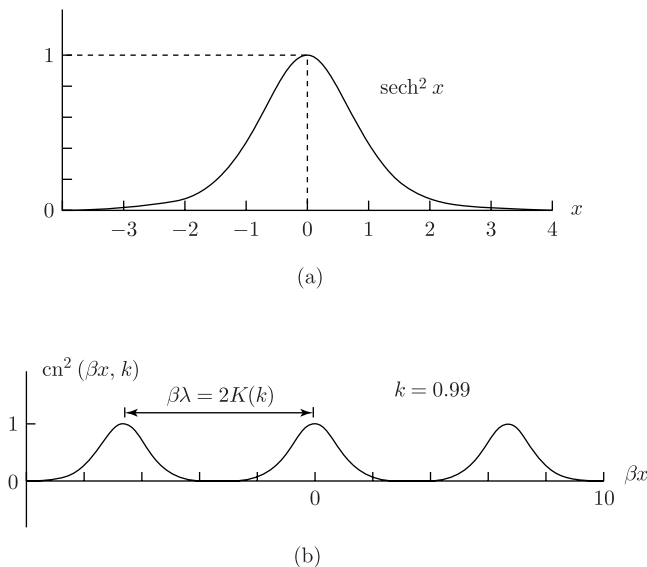 1
sech² x
0
x
−3 −2 −1 0 1 2 3 4
(a)
cn² (βx, k)
βλ = 2K(k)
k = 0.99
1
0
βx
0 10
(b)